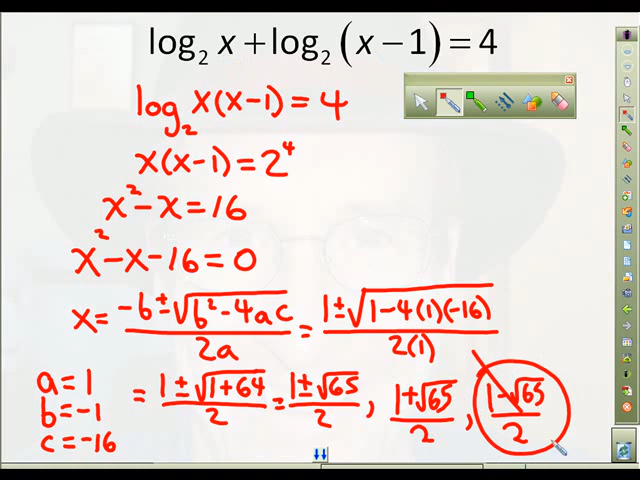 log₂ x + log₂ (x − 1) = 4
log₂ x(x−1) = 4
x(x−1) = 2⁴
x² − x = 16
x² − x − 16 = 0
x = (−b ± √(b² − 4ac)) / 2a = (1 ± √(1 − 4(1)(−16))) / 2(1)
a = 1
b = −1
c = −16
= (1 ± √(1+64)) / 2 = (1 ± √65) / 2 , (1+√65) / 2 , (1−√65) / 2